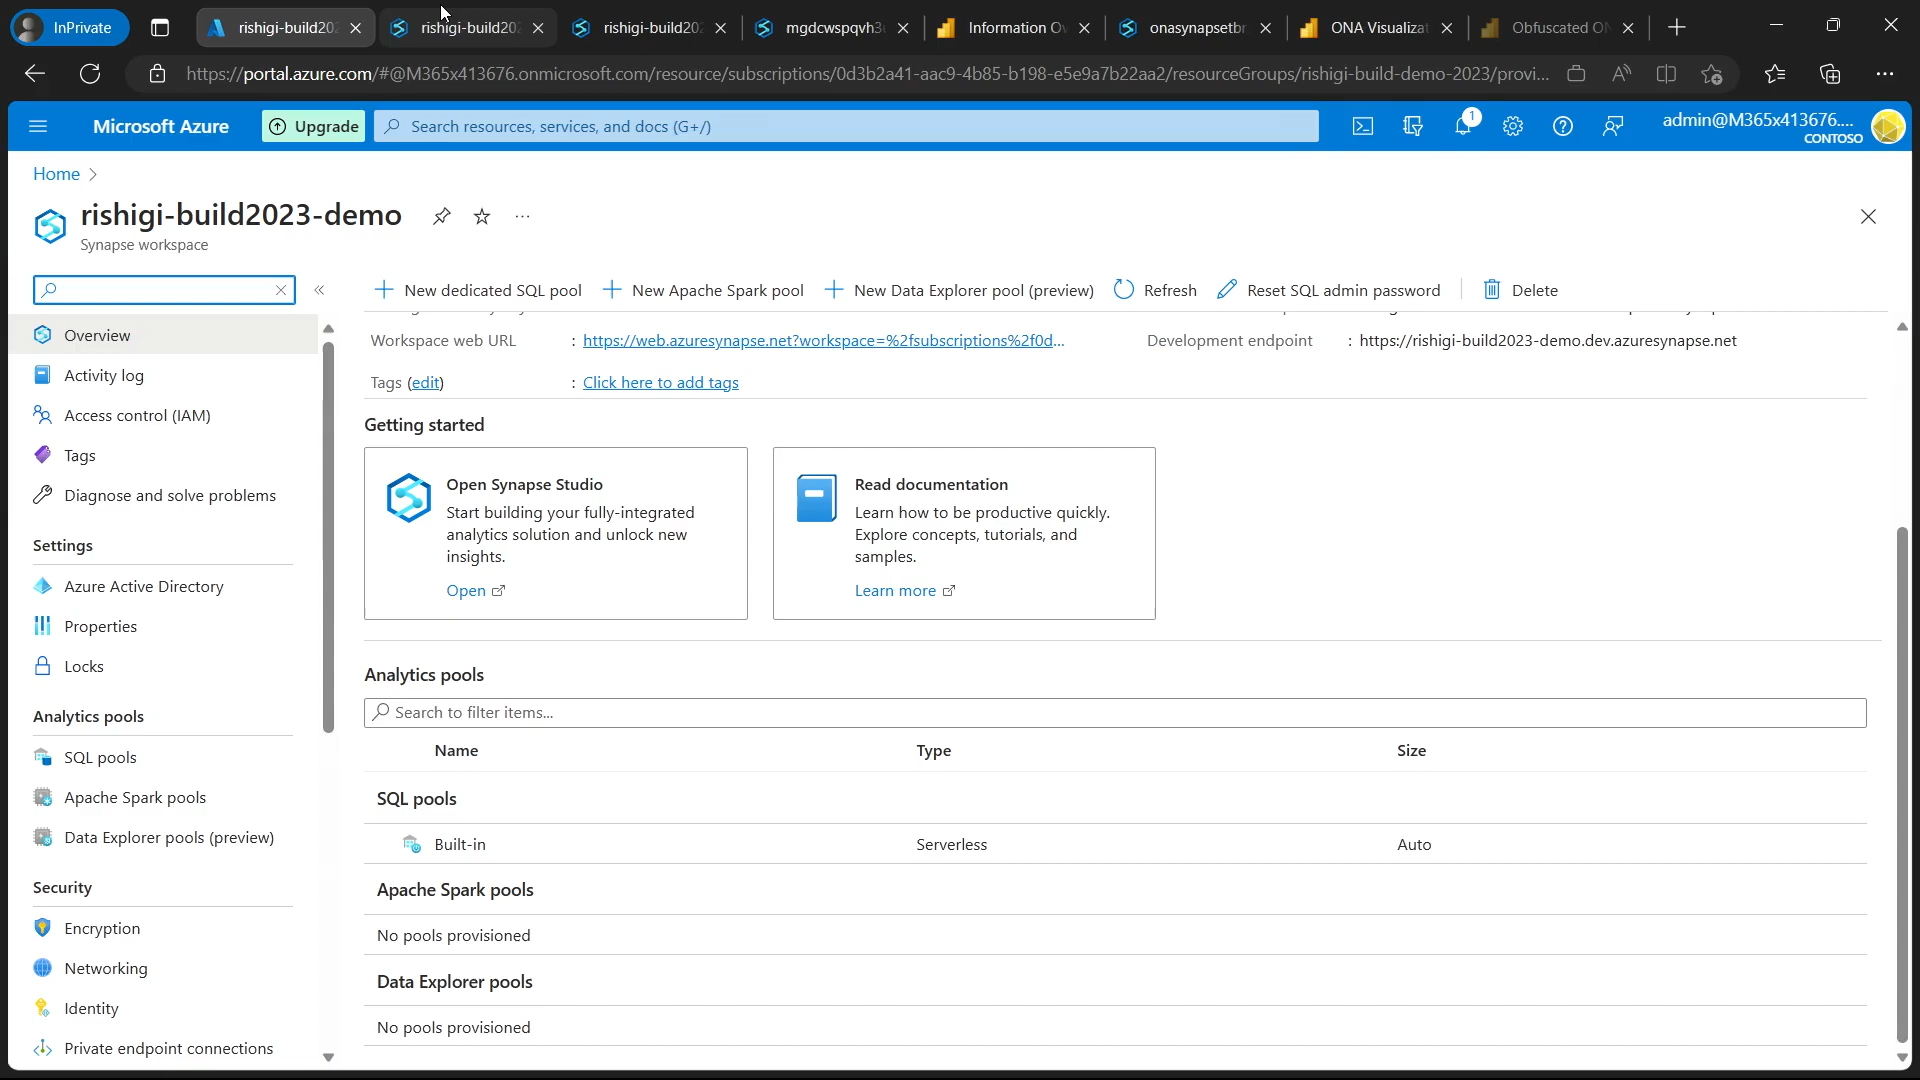 InPrivate
rishigi-build202
rishigi-build202
rishigi-build202
mgdcwspqvh3
Information Ov
onasynapsetbr
ONA Visualizat
Obfuscated O
https://portal.azure.com/#@M365x413676.onmicrosoft.com/resource/subscriptions/0d3b2a41-aac9-4b85-b198-e5e9a7b22aa2/resourceGroups/rishigi-build-demo-2023/provi...
Microsoft Azure
Upgrade
Search resources, services, and docs (G+/)
1
admin@M365x413676....
CONTOSO
Home
rishigi-build2023-demo
Synapse workspace
New dedicated SQL pool
New Apache Spark pool
New Data Explorer pool (preview)
Refresh
Reset SQL admin password
Delete
Overview
Activity log
Access control (IAM)
Tags
Diagnose and solve problems
Settings
Azure Active Directory
Properties
Locks
Analytics pools
SQL pools
Apache Spark pools
Data Explorer pools (preview)
Security
Encryption
Networking
Identity
Private endpoint connections
Workspace web URL : https://web.azuresynapse.net?workspace=%2fsubscriptions%2f0d...
Development endpoint : https://rishigi-build2023-demo.dev.azuresynapse.net
Tags (edit) : Click here to add tags
Getting started
Open Synapse Studio
Start building your fully-integrated
analytics solution and unlock new
insights.
Open
Read documentation
Learn how to be productive quickly.
Explore concepts, tutorials, and
samples.
Learn more
Analytics pools
Search to filter items...
Name Type Size
SQL pools
Built-in Serverless Auto
Apache Spark pools
No pools provisioned
Data Explorer pools
No pools provisioned